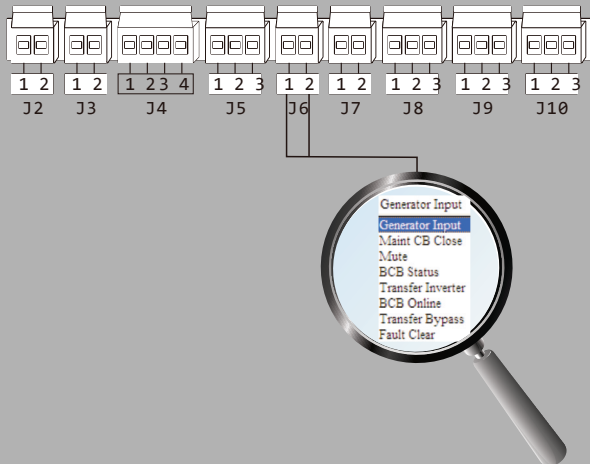 1 2 1 2 1 2 3 4 1 2 3 1 2 1 2 1 2 3 1 2 3 1 2 3
J2 J3 J4 J5 J6 J7 J8 J9 J10
Generator Input
Generator Input
Maint CB Close
Mute
BCB Status
Transfer Inverter
BCB Online
Transfer Bypass
Fault Clear